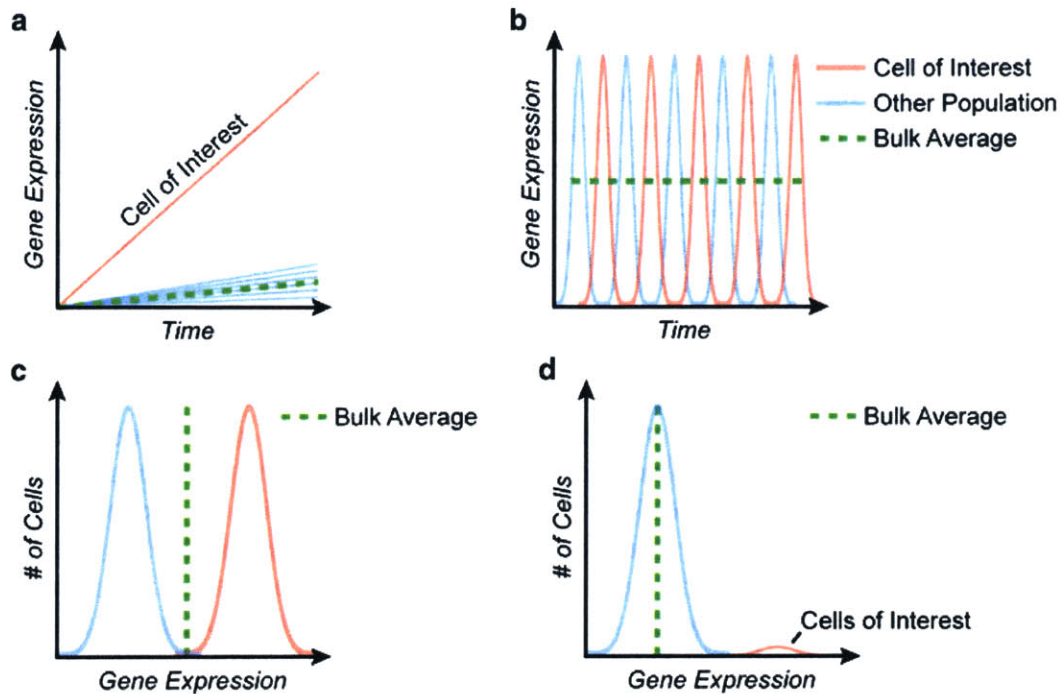 a
Gene Expression
Cell of Interest
Time
b
Gene Expression
Time
Cell of Interest
Other Population
Bulk Average
c
# of Cells
Gene Expression
Bulk Average
d
# of Cells
Gene Expression
Bulk Average
Cells of Interest